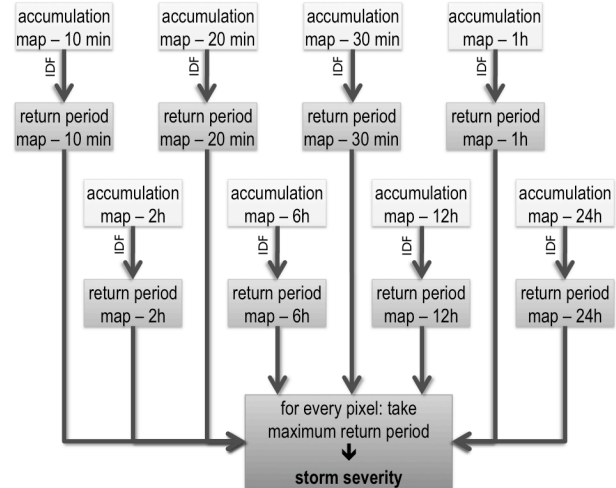 accumulation
map – 10 min
accumulation
map – 20 min
accumulation
map – 30 min
accumulation
map – 1h
IDF
IDF
IDF
IDF
return period
map – 10 min
return period
map – 20 min
return period
map – 30 min
return period
map – 1h
accumulation
map – 2h
accumulation
map – 6h
accumulation
map – 12h
accumulation
map – 24h
IDF
IDF
IDF
IDF
return period
map – 2h
return period
map – 6h
return period
map – 12h
return period
map – 24h
for every pixel: take
maximum return period
storm severity